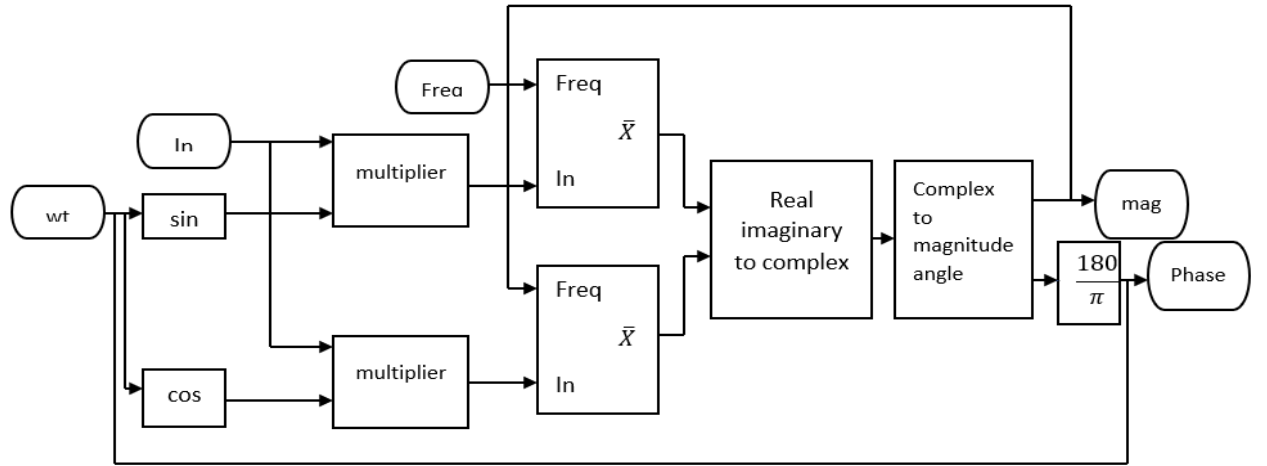 Freq
Freq
X̄
In
In
multiplier
wt
sin
Real
imaginary
to complex
Complex
to
magnitude
angle
mag
180
π
Phase
Freq
X̄
In
multiplier
cos